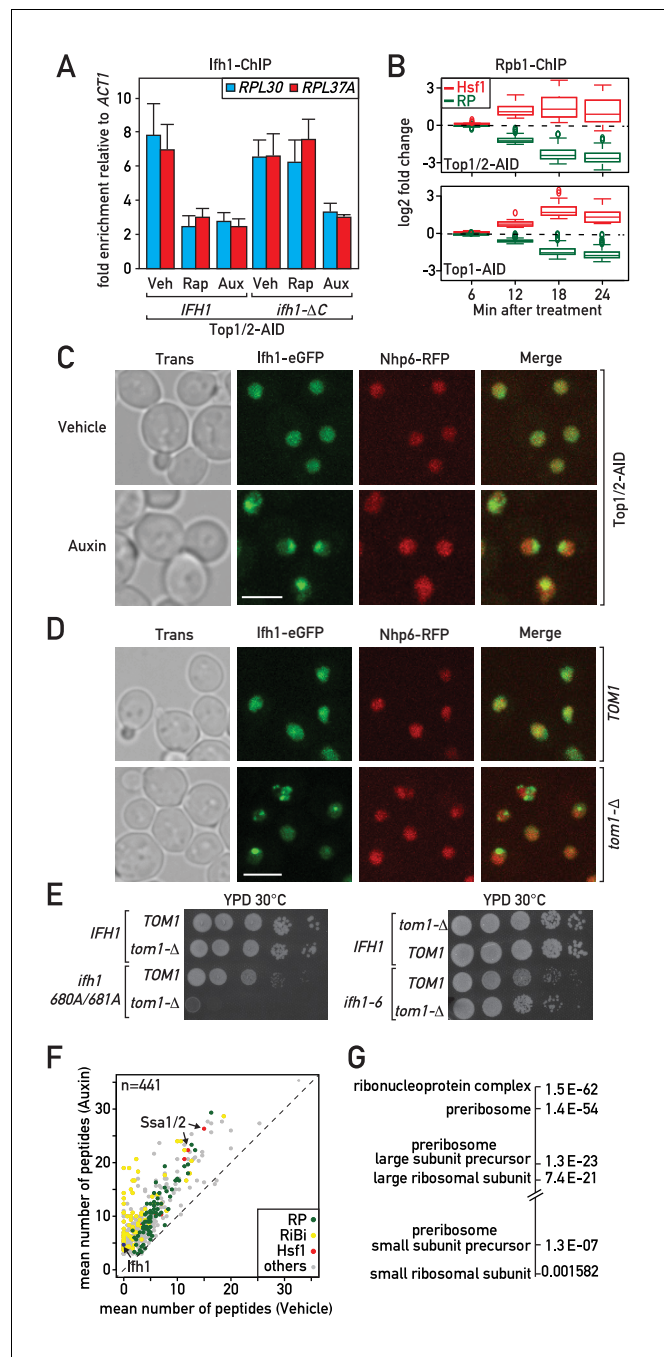 A
Ifh1-ChIP
RPL30 RPL37A
fold enrichment relative to ACT1
10
8
6
4
2
0
Veh Rap Aux Veh Rap Aux
IFH1 ifh1-ΔC
Top1/2-AID
B
Rpb1-ChIP
Hsf1
RP
log2 fold change
3
0
-3
Top1/2-AID
3
0
-3
Top1-AID
6 12 18 24
Min after treatment
C
Trans Ifh1-eGFP Nhp6-RFP Merge
Vehicle
Auxin
Top1/2-AID
D
Trans Ifh1-eGFP Nhp6-RFP Merge
TOM1
tom1-Δ
E
YPD 30°C
IFH1
TOM1
tom1-Δ
ifh1
680A/681A
TOM1
tom1-Δ
YPD 30°C
IFH1
tom1-Δ
TOM1
ifh1-6
TOM1
tom1-Δ
F
n=441
mean number of peptides (Auxin)
30
20
10
0
Ssa1/2
Ifh1
RP
RiBi
Hsf1
others
0 10 20 30
mean number of peptides (Vehicle)
G
ribonucleoprotein complex 1.5 E-62
preribosome 1.4 E-54
preribosome
large subunit precursor 1.3 E-23
large ribosomal subunit 7.4 E-21
preribosome
small subunit precursor 1.3 E-07
small ribosomal subunit 0.001582